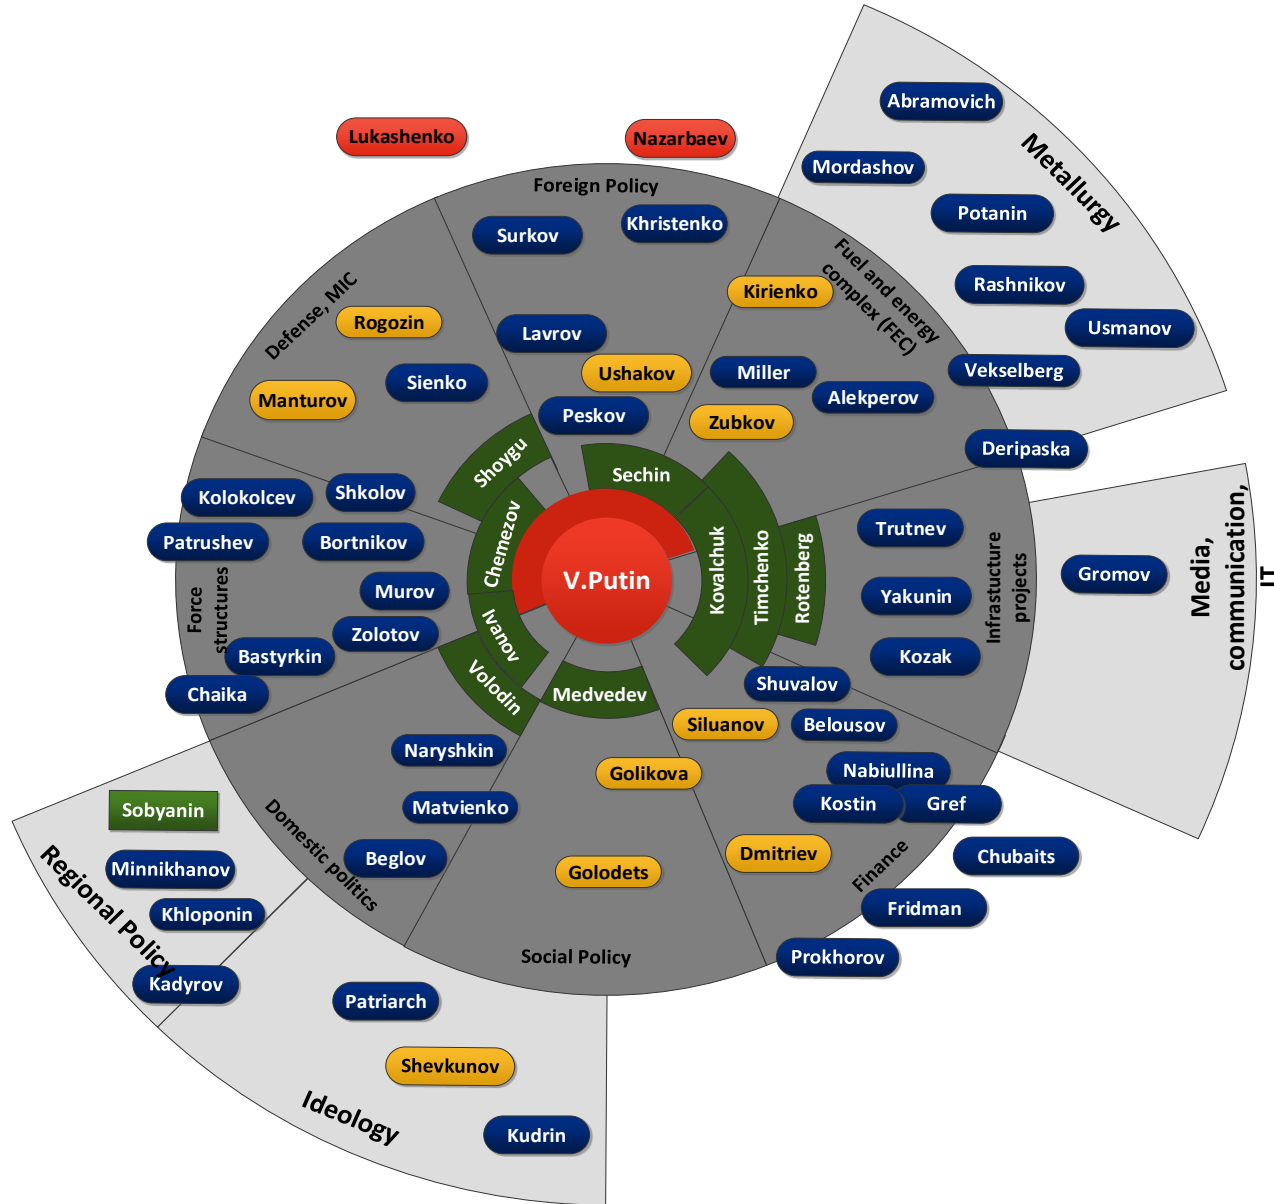 Abramovich
Lukashenko
Nazarbaev
Mordashov
Metallurgy
Foreign Policy
Potanin
Surkov
Khristenko
Fuel and energy
complex (FEC)
Rashnikov
Kirienko
Usmanov
Defense, MIC
Rogozin
Lavrov
Vekselberg
Ushakov
Miller
Sienko
Manturov
Alekperov
Peskov
Zubkov
Deripaska
Shoygu
Sechin
Kolokolcev
Shkolov
Trutnev
Patrushev
Bortnikov
Chemezov
V.Putin
Kovalchuk
Timchenko
Rotenberg
Gromov
Media,
communication,
IT
Murov
Yakunin
Infrastucture
projects
Force
structures
Zolotov
Ivanov
Bastyrkin
Kozak
Volodin
Chaika
Medvedev
Shuvalov
Siluanov
Belousov
Naryshkin
Golikova
Nabiullina
Sobyanin
Matvienko
Kostin
Gref
Domestic politics
Beglov
Dmitriev
Chubaits
Minnikhanov
Golodets
Finance
Regional Policy
Khloponin
Fridman
Social Policy
Prokhorov
Kadyrov
Patriarch
Shevkunov
Ideology
Kudrin